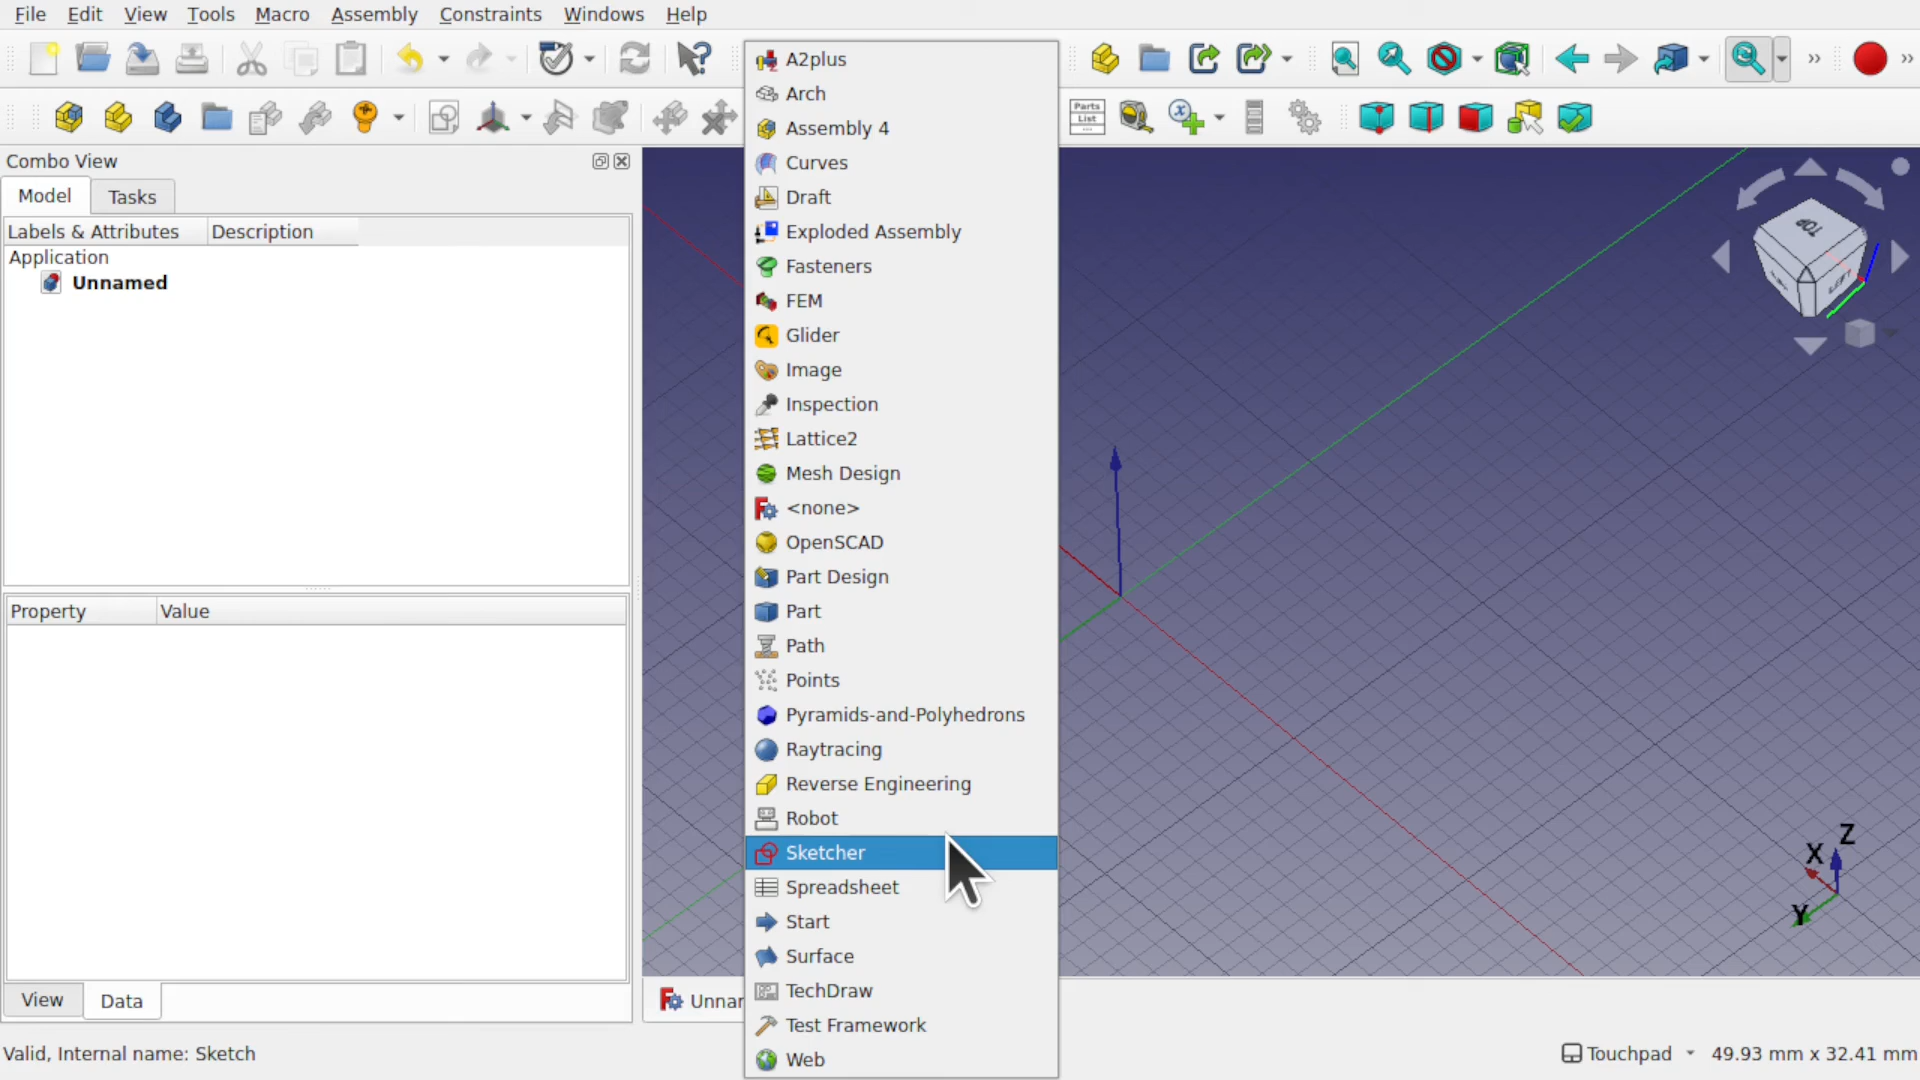 File Edit View Tools Macro Assembly Constraints Windows Help
Parts
List
Combo View
Model Tasks
Labels & Attributes Description
Application
Unnamed
Property Value
View Data
A2plus
Arch
Assembly 4
Curves
Draft
Exploded Assembly
Fasteners
FEM
Glider
Image
Inspection
Lattice2
Mesh Design
<none>
OpenSCAD
Part Design
Part
Path
Points
Pyramids-and-Polyhedrons
Raytracing
Reverse Engineering
Robot
Sketcher
Spreadsheet
Start
Surface
TechDraw
Test Framework
Web
TOP
Z
X
Y
Unnar
Valid, Internal name: Sketch
Touchpad 49.93 mm x 32.41 mm